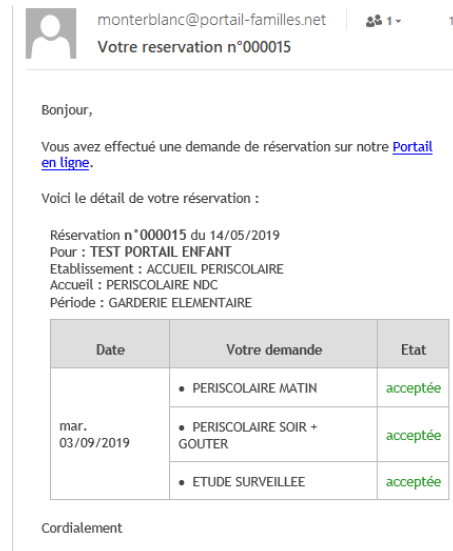 monterblanc@portail-familles.net 1 1
Votre reservation n°000015
Bonjour,
Vous avez effectué une demande de réservation sur notre Portail
en ligne.
Voici le détail de votre réservation :
Réservation n°000015 du 14/05/2019
Pour : TEST PORTAIL ENFANT
Etablissement : ACCUEIL PERISCOLAIRE
Accueil : PERISCOLAIRE NDC
Période : GARDERIE ELEMENTAIRE
Date Votre demande Etat
mar.
03/09/2019
• PERISCOLAIRE MATIN acceptée
• PERISCOLAIRE SOIR +
GOUTER acceptée
• ETUDE SURVEILLEE acceptée
Cordialement